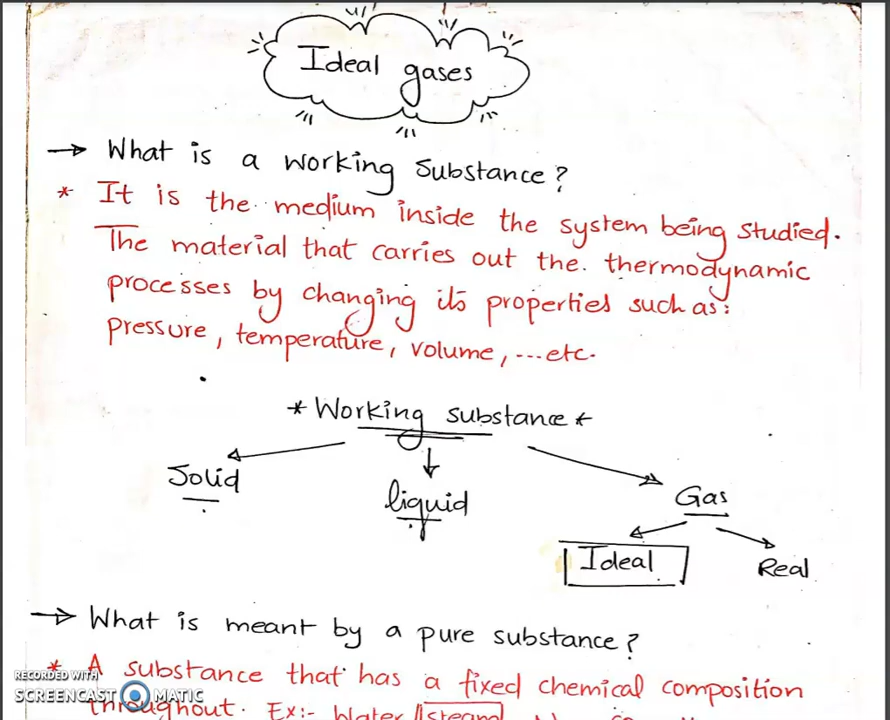 Ideal gases
→ What is a working substance?
* It is the medium inside the system being studied.
The material that carries out the thermodynamic
processes by changing its properties such as:
pressure, temperature, volume, ...etc.
* Working substance *
Solid
liquid
Gas
Ideal
Real
→ What is meant by a pure substance?
* A substance that has a fixed chemical composition
throughout. Ex:- Water / steam
RECORDED WITH
SCREENCAST MATIC